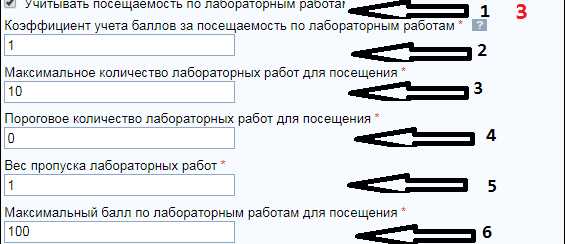 Учитывать посещаемость по лабораторным работам 1 3
Коэффициент учета баллов за посещаемость по лабораторным работам * ?
1 2
Максимальное количество лабораторных работ для посещения *
10 3
Пороговое количество лабораторных работ для посещения *
0 4
Вес пропуска лабораторных работ *
1 5
Максимальный балл по лабораторным работам для посещения *
100 6